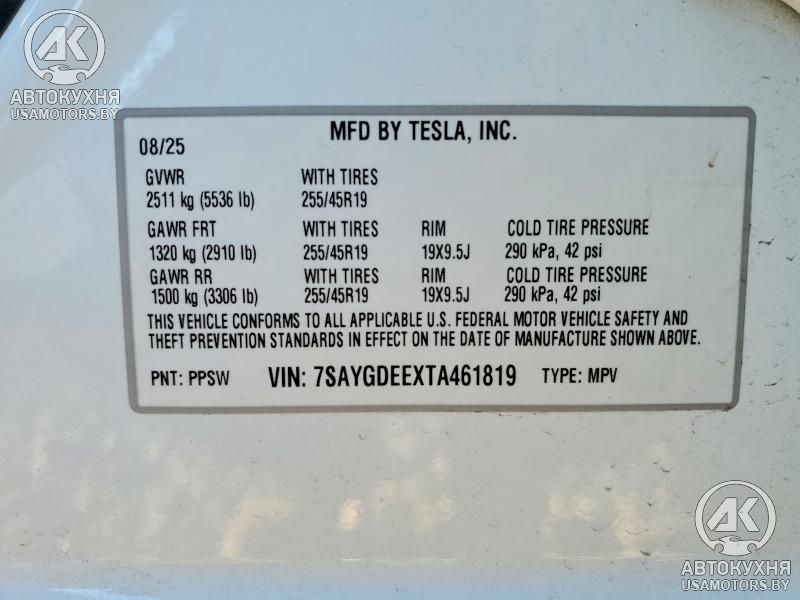 AK
АВТОКУХНЯ
USAMOTORS.BY
08/25 MFD BY TESLA, INC.
GVWR WITH TIRES
2511 kg (5536 lb) 255/45R19
GAWR FRT WITH TIRES RIM COLD TIRE PRESSURE
1320 kg (2910 lb) 255/45R19 19X9.5J 290 kPa, 42 psi
GAWR RR WITH TIRES RIM COLD TIRE PRESSURE
1500 kg (3306 lb) 255/45R19 19X9.5J 290 kPa, 42 psi
THIS VEHICLE CONFORMS TO ALL APPLICABLE U.S. FEDERAL MOTOR VEHICLE SAFETY AND
THEFT PREVENTION STANDARDS IN EFFECT ON THE DATE OF MANUFACTURE SHOWN ABOVE.
PNT: PPSW VIN: 7SAYGDEEXTA461819 TYPE: MPV
AK
АВТОКУХНЯ
USAMOTORS.BY